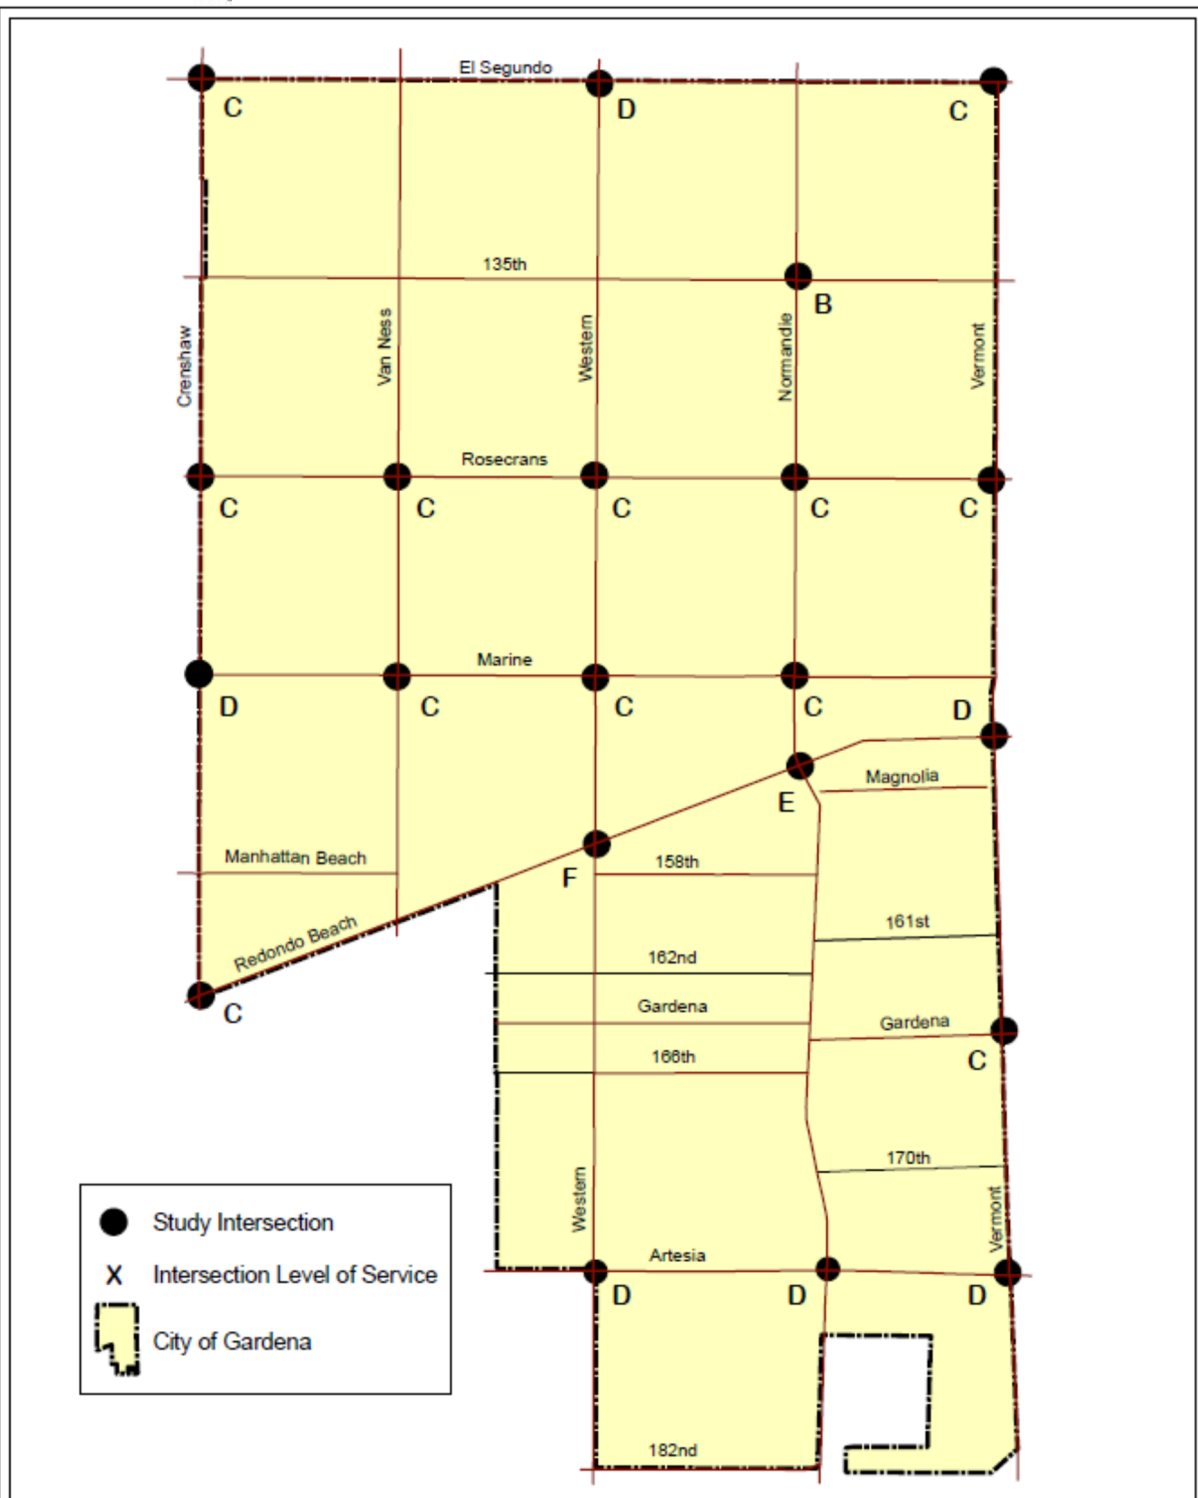 El Segundo
C
D
C
135th
B
Crenshaw
Van Ness
Western
Normandie
Vermont
Rosecrans
C
C
C
C
C
Marine
D
C
C
C
D
Magnolia
E
Manhattan Beach
F
158th
161st
Redondo Beach
162nd
C
Gardena
Gardena
166th
C
170th
Western
Vermont
Artesia
D
D
D
Study Intersection
X Intersection Level of Service
City of Gardena
182nd